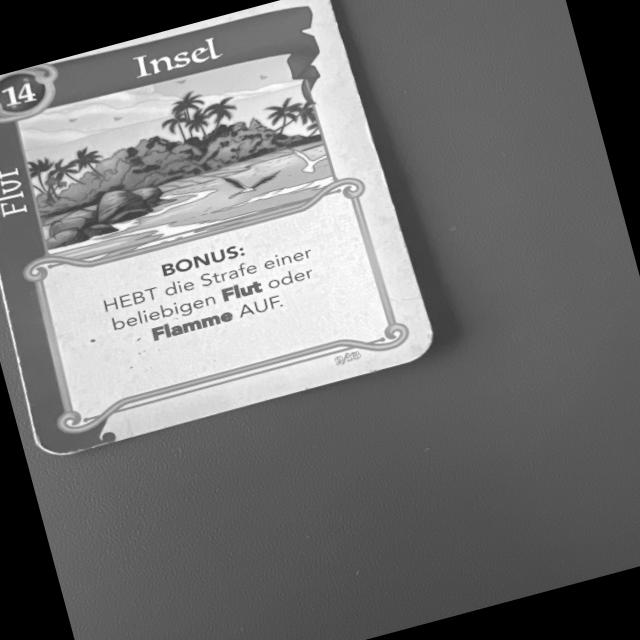 Insel
14
FLUT
BONUS:
HEBT die Strafe einer
beliebigen Flut oder
Flamme AUF.